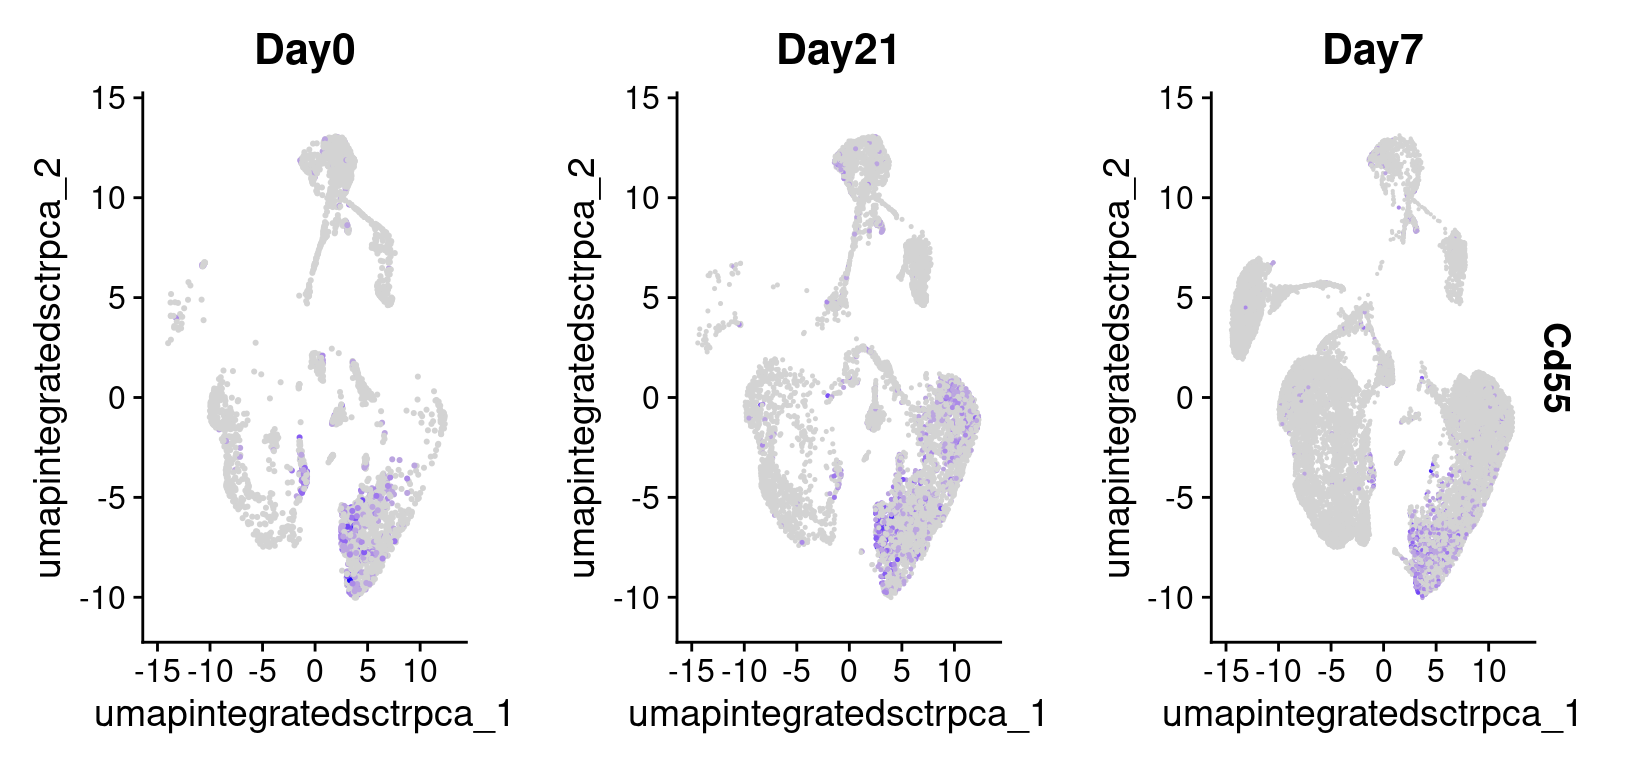 Day0
Day21
Day7
umapintegratedsctrpca_2
15
10
5
0
-5
-10
-15 -10 -5 0 5 10
umapintegratedsctrpca_1
umapintegratedsctrpca_2
15
10
5
0
-5
-10
-15 -10 -5 0 5 10
umapintegratedsctrpca_1
umapintegratedsctrpca_2
15
10
5
0
-5
-10
-15 -10 -5 0 5 10
umapintegratedsctrpca_1
Cd55